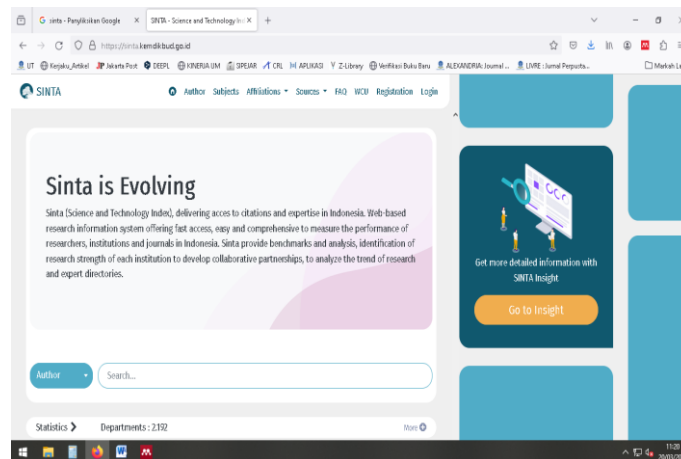 sinta - Panyliksikan Google
SINTA - Science and Technology In
https://sinta.kemdikbud.go.id
UT
Kerjaku_Artikel
Jakarta Post
DEEPL
KINERJA UM
SPEJAR
CRL
APLIKASI
Z-Library
Verifikasi Buku Baru
ALEXANDRIA: Journal ...
LIVRE : Jurnal Perpusta...
Markah La
SINTA
Author Subjects Affiliations Sources FAQ WCU Registration Login
Sinta is Evolving
Sinta (Science and Technology Index), delivering acces to citations and expertise in Indonesia. Web-based
research information system offering fast access, easy and comprehensive to measure the performance of
researchers, institutions and journals in Indonesia. Sinta provide benchmarks and analysis, identification of
research strength of each institution to develop collaborative partnerships, to analyze the trend of research
and expert directories.
Get more detailed information with
SINTA Insight
Go to Insight
Author
Search...
Statistics
Departments : 2.192
More
11:20